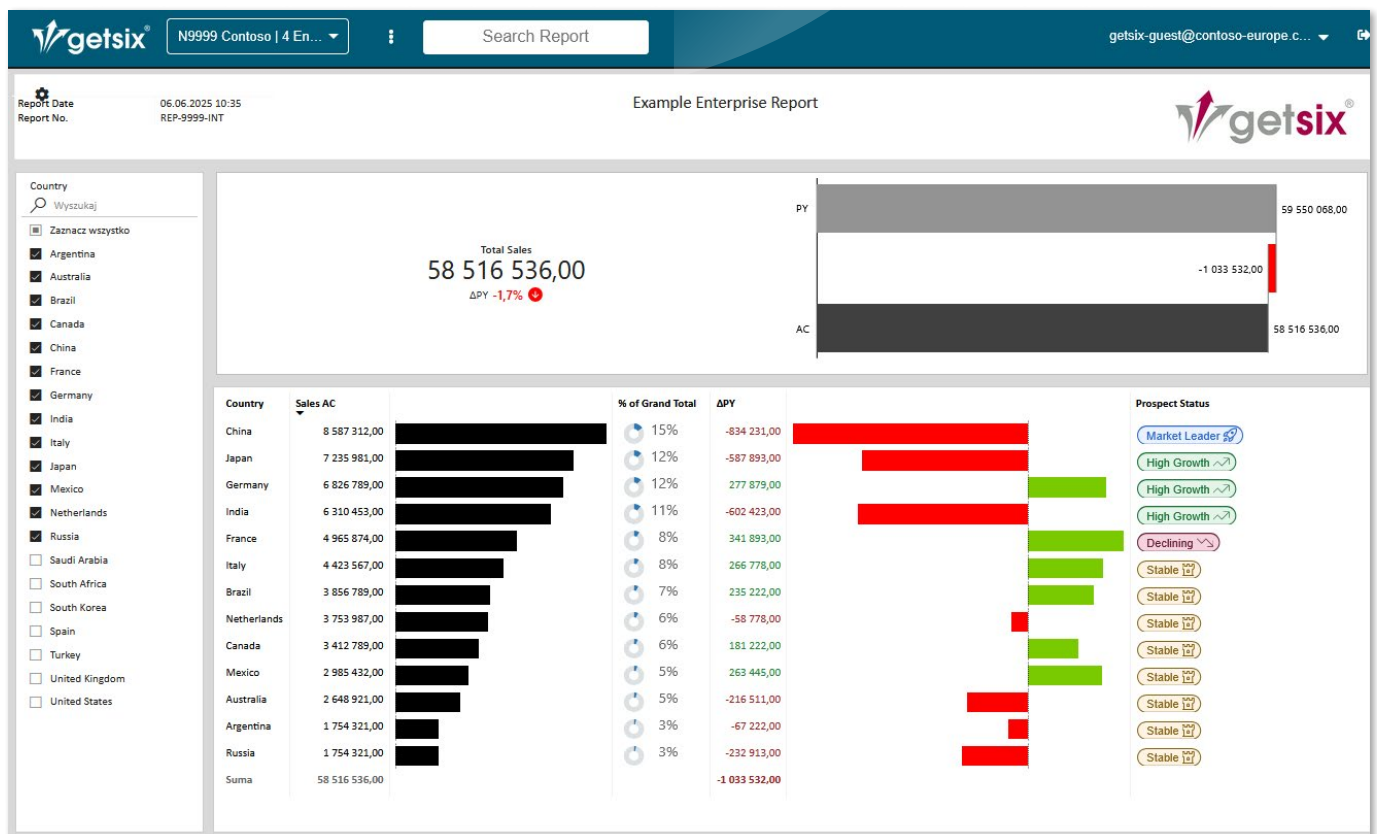 getsix® N9999 Contoso | 4 En... Search Report getsix-guest@contoso-europe.c...
Report Date 06.06.2025 10:35
Report No. REP-9999-INT
Example Enterprise Report
getsix®
Country
Wyszukaj
Zaznacz wszystko
Argentina
Australia
Brazil
Canada
China
France
Germany
India
Italy
Japan
Mexico
Netherlands
Russia
Saudi Arabia
South Africa
South Korea
Spain
Turkey
United Kingdom
United States
Total Sales
58 516 536,00
ΔPY -1,7%
PY 59 550 068,00
-1 033 532,00
AC 58 516 536,00
Country Sales AC % of Grand Total ΔPY Prospect Status
China 8 587 312,00 15% -834 231,00 Market Leader
Japan 7 235 981,00 12% -587 893,00 High Growth
Germany 6 826 789,00 12% 277 879,00 High Growth
India 6 310 453,00 11% -602 423,00 High Growth
France 4 965 874,00 8% 341 893,00 Declining
Italy 4 423 567,00 8% 266 778,00 Stable
Brazil 3 856 789,00 7% 235 222,00 Stable
Netherlands 3 753 987,00 6% -58 778,00 Stable
Canada 3 412 789,00 6% 181 222,00 Stable
Mexico 2 985 432,00 5% 263 445,00 Stable
Australia 2 648 921,00 5% -216 511,00 Stable
Argentina 1 754 321,00 3% -67 222,00 Stable
Russia 1 754 321,00 3% -232 913,00 Stable
Suma 58 516 536,00 -1 033 532,00